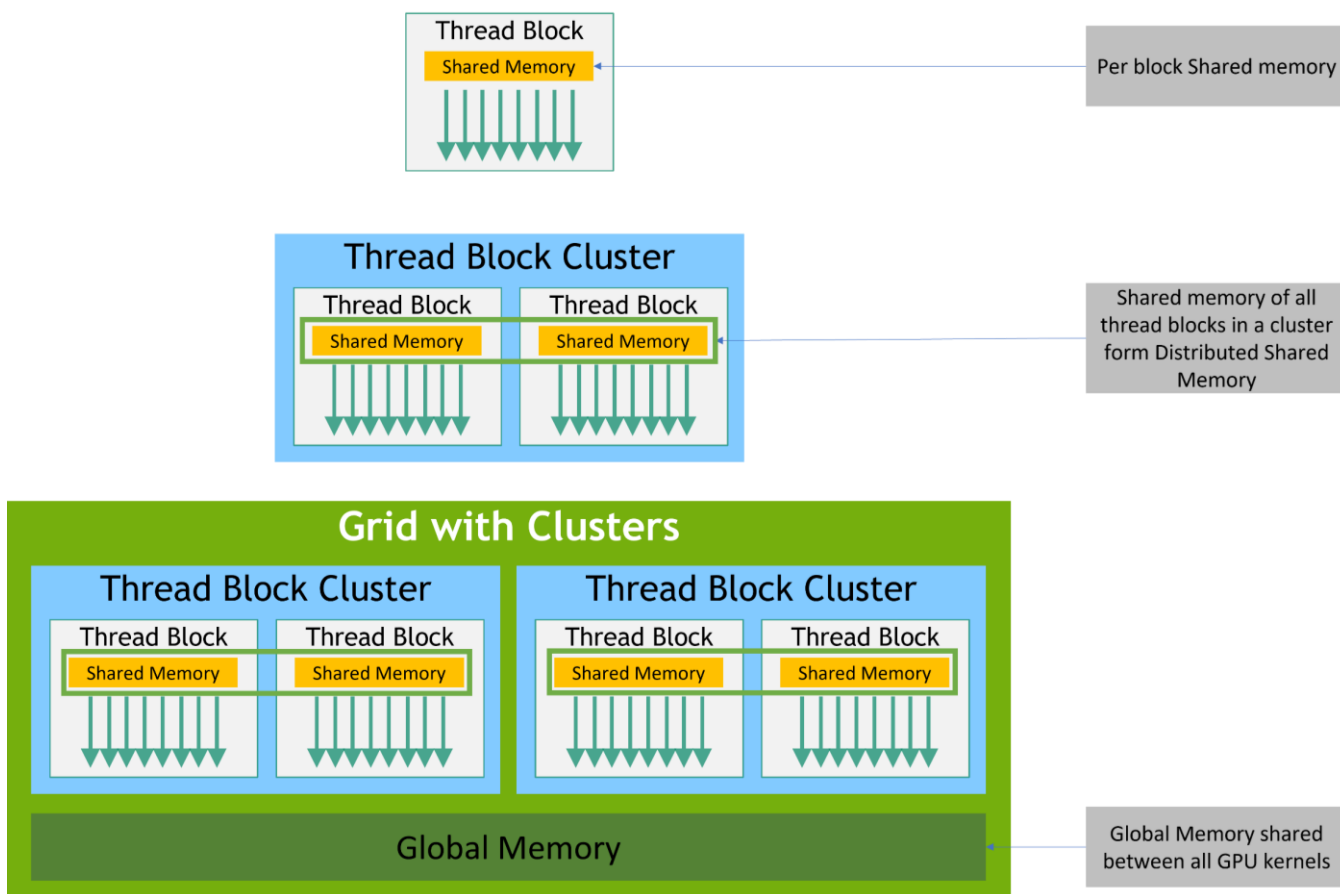 Thread Block
Shared Memory
Per block Shared memory
Thread Block Cluster
Thread Block
Thread Block
Shared Memory
Shared Memory
Shared memory of all
thread blocks in a cluster
form Distributed Shared
Memory
Grid with Clusters
Thread Block Cluster
Thread Block Cluster
Thread Block
Thread Block
Thread Block
Thread Block
Shared Memory
Shared Memory
Shared Memory
Shared Memory
Global Memory
Global Memory shared
between all GPU kernels